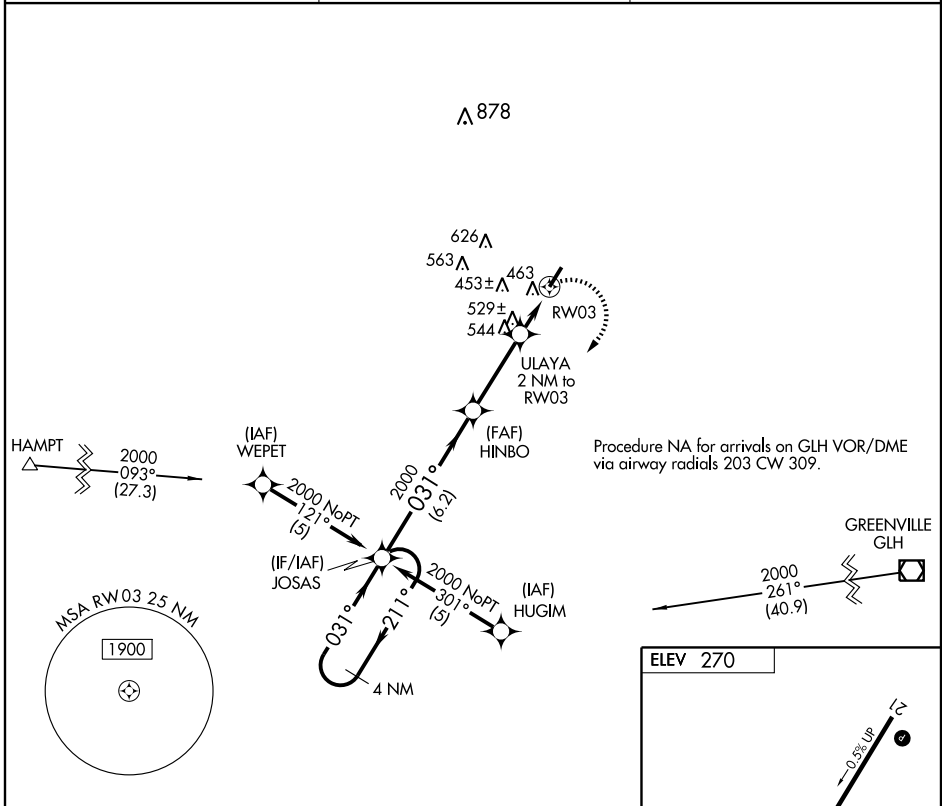 878
626
563
453±
463
529±
544
RW03
ULAYA
2 NM to
RW03
(FAF)
HINBO
HAMPT
2000
093°
(27.3)
(IAF)
WEPET
2000 NoPT
121°
(5)
2000
031°
(6.2)
Procedure NA for arrivals on GLH VOR/DME
via airway radials 203 CW 309.
GREENVILLE
GLH
2000
261°
(40.9)
(IF/IAF)
JOSAS
2000 NoPT
301°
(5)
(IAF)
HUGIM
031°
211°
4 NM
MSA RW03 25 NM
1900
ELEV 270
21
0.5% UP
P